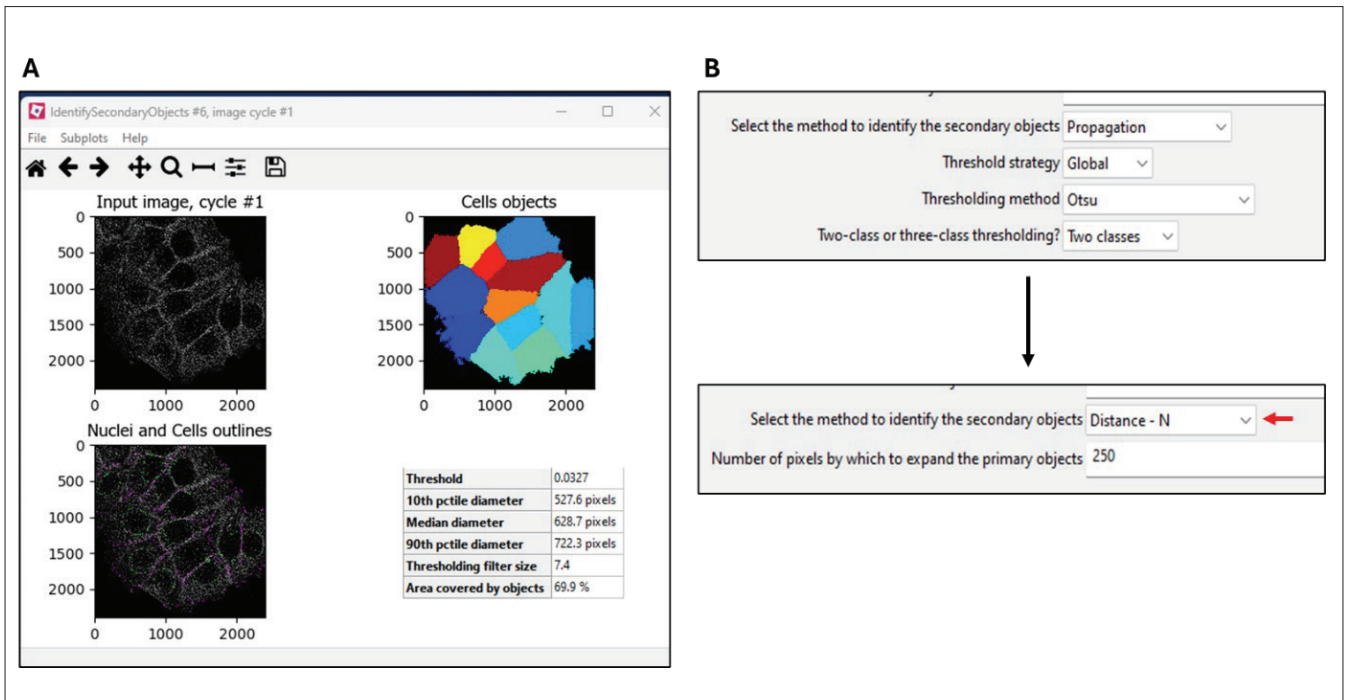 A
IdentifySecondaryObjects #6, image cycle #1
File Subplots Help
Input image, cycle #1
0
500
1000
1500
2000
0 1000 2000
Cells objects
0
500
1000
1500
2000
0 1000 2000
Nuclei and Cells outlines
0
500
1000
1500
2000
0 1000 2000
Threshold 0.0327
10th pctile diameter 527.6 pixels
Median diameter 628.7 pixels
90th pctile diameter 722.3 pixels
Thresholding filter size 7.4
Area covered by objects 69.9 %
B
Select the method to identify the secondary objects Propagation
Threshold strategy Global
Thresholding method Otsu
Two-class or three-class thresholding? Two classes
Select the method to identify the secondary objects Distance - N
Number of pixels by which to expand the primary objects 250